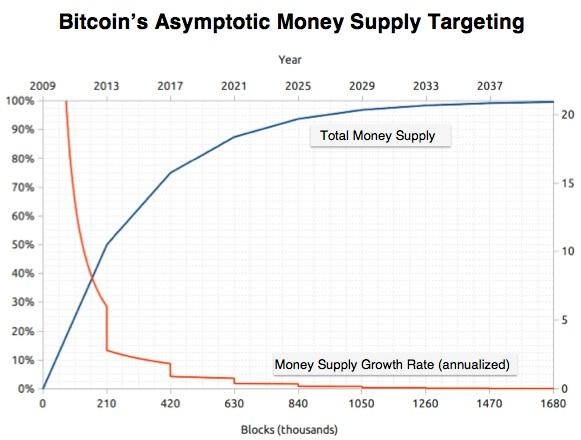 Bitcoin's Asymptotic Money Supply Targeting
Year
2009 2013 2017 2021 2025 2029 2033 2037
100%
90%
80%
70%
60%
50%
40%
30%
20%
10%
0%
20
15
10
5
0
Total Money Supply
Money Supply Growth Rate (annualized)
0 210 420 630 840 1050 1260 1470 1680
Blocks (thousands)